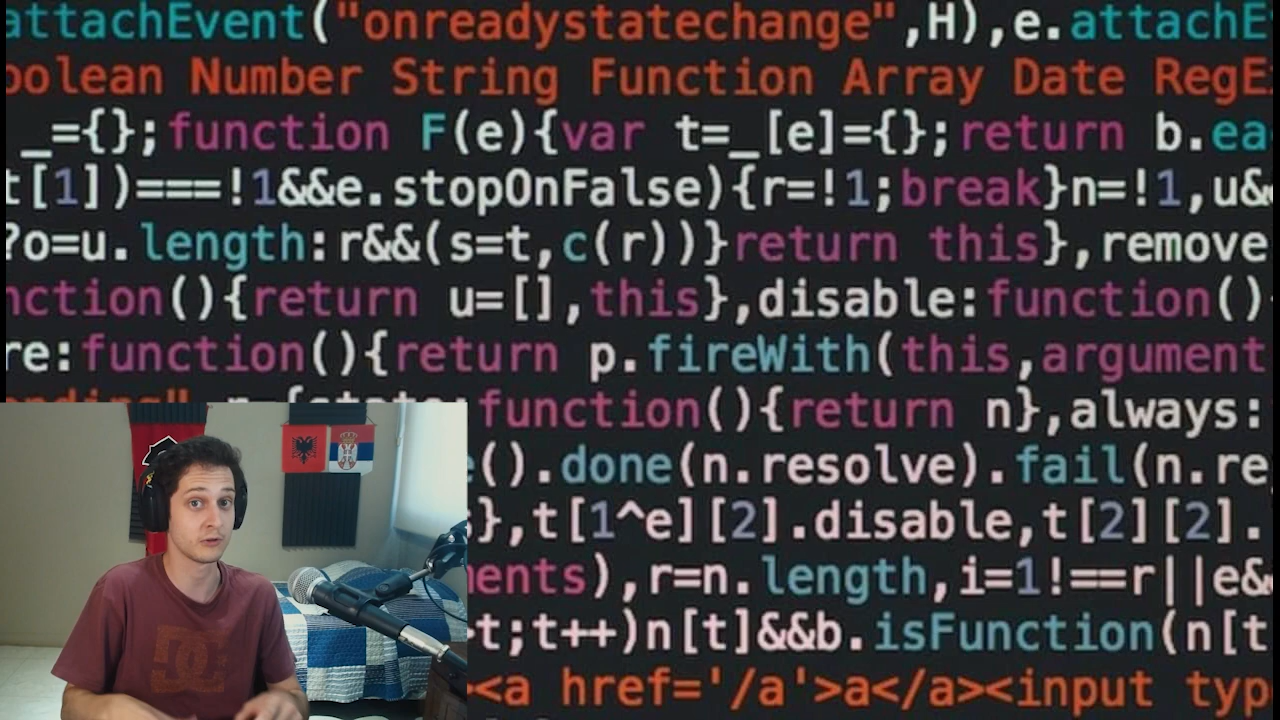 attachEvent("onreadystatechange",H),e.attachE
oolean Number String Function Array Date RegE
_={};function F(e){var t=_[e]={};return b.ea
t[1])===!1&&e.stopOnFalse){r=!1;break}n=!1,u&
?o=u.length:r&&(s=t,c(r))}return this},remove
nction(){return u=[],this},disable:function()
re:function(){return p.fireWith(this,argument
function(){return n},always:
().done(n.resolve).fail(n.re
},t[1^e][2].disable,t[2][2].
ments),r=n.length,i=1!==r||e&
t;t++)n[t]&&b.isFunction(n[t
<a href='/a'>a</a><input typ
DC